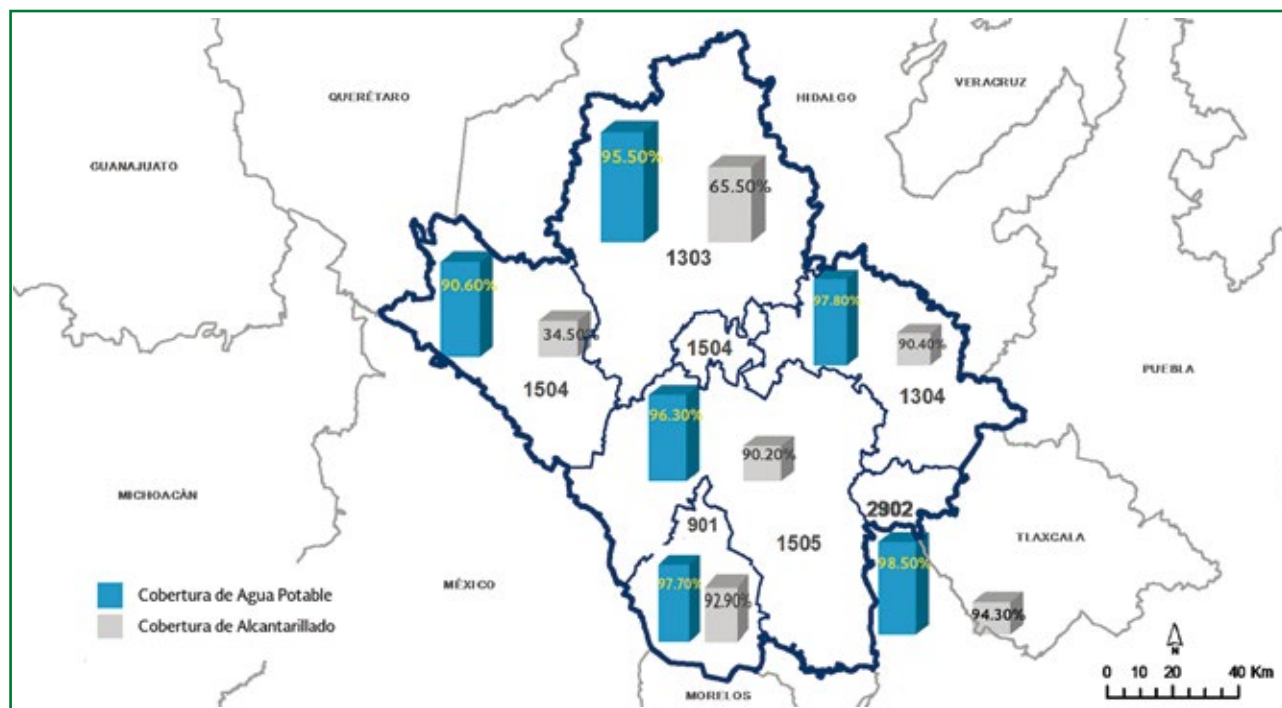 QUERÉTARO
HIDALGO
VERACRUZ
GUANAJUATO
95.50%
65.50%
1303
90.60%
34.50%
97.80%
90.40%
1504
1504
1304
PUEBLA
96.30%
90.20%
MICHOACÀN
901
1505
2902
TLAXCALA
MÉXICO
97.70%
92.90%
98.50%
94.30%
Cobertura de Agua Potable
Cobertura de Alcantarillado
MORELOS
N
0 10 20 40 Km